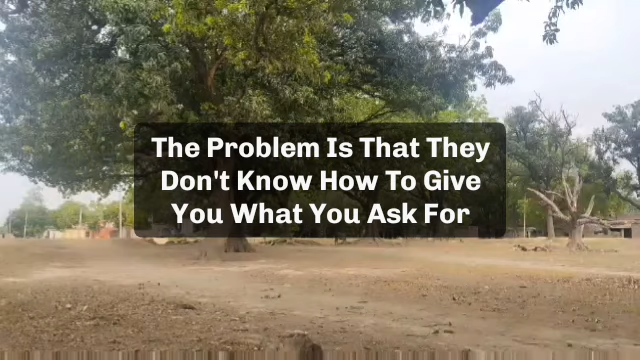 The Problem Is That They
Don't Know How To Give
You What You Ask For